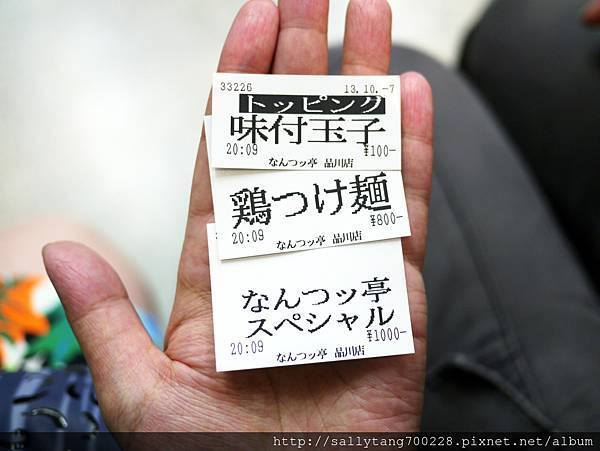 33226 13.10.-7
トッピング
味付玉子
20:09 ¥100-
なんつッ亭 品川店
鶏つけ麺
20:09 ¥800-
なんつッ亭 品川店
なんつッ亭
スペシャル
20:09 ¥1000-
なんつッ亭 品川店
http://sallytang700228.pixnet.net/album